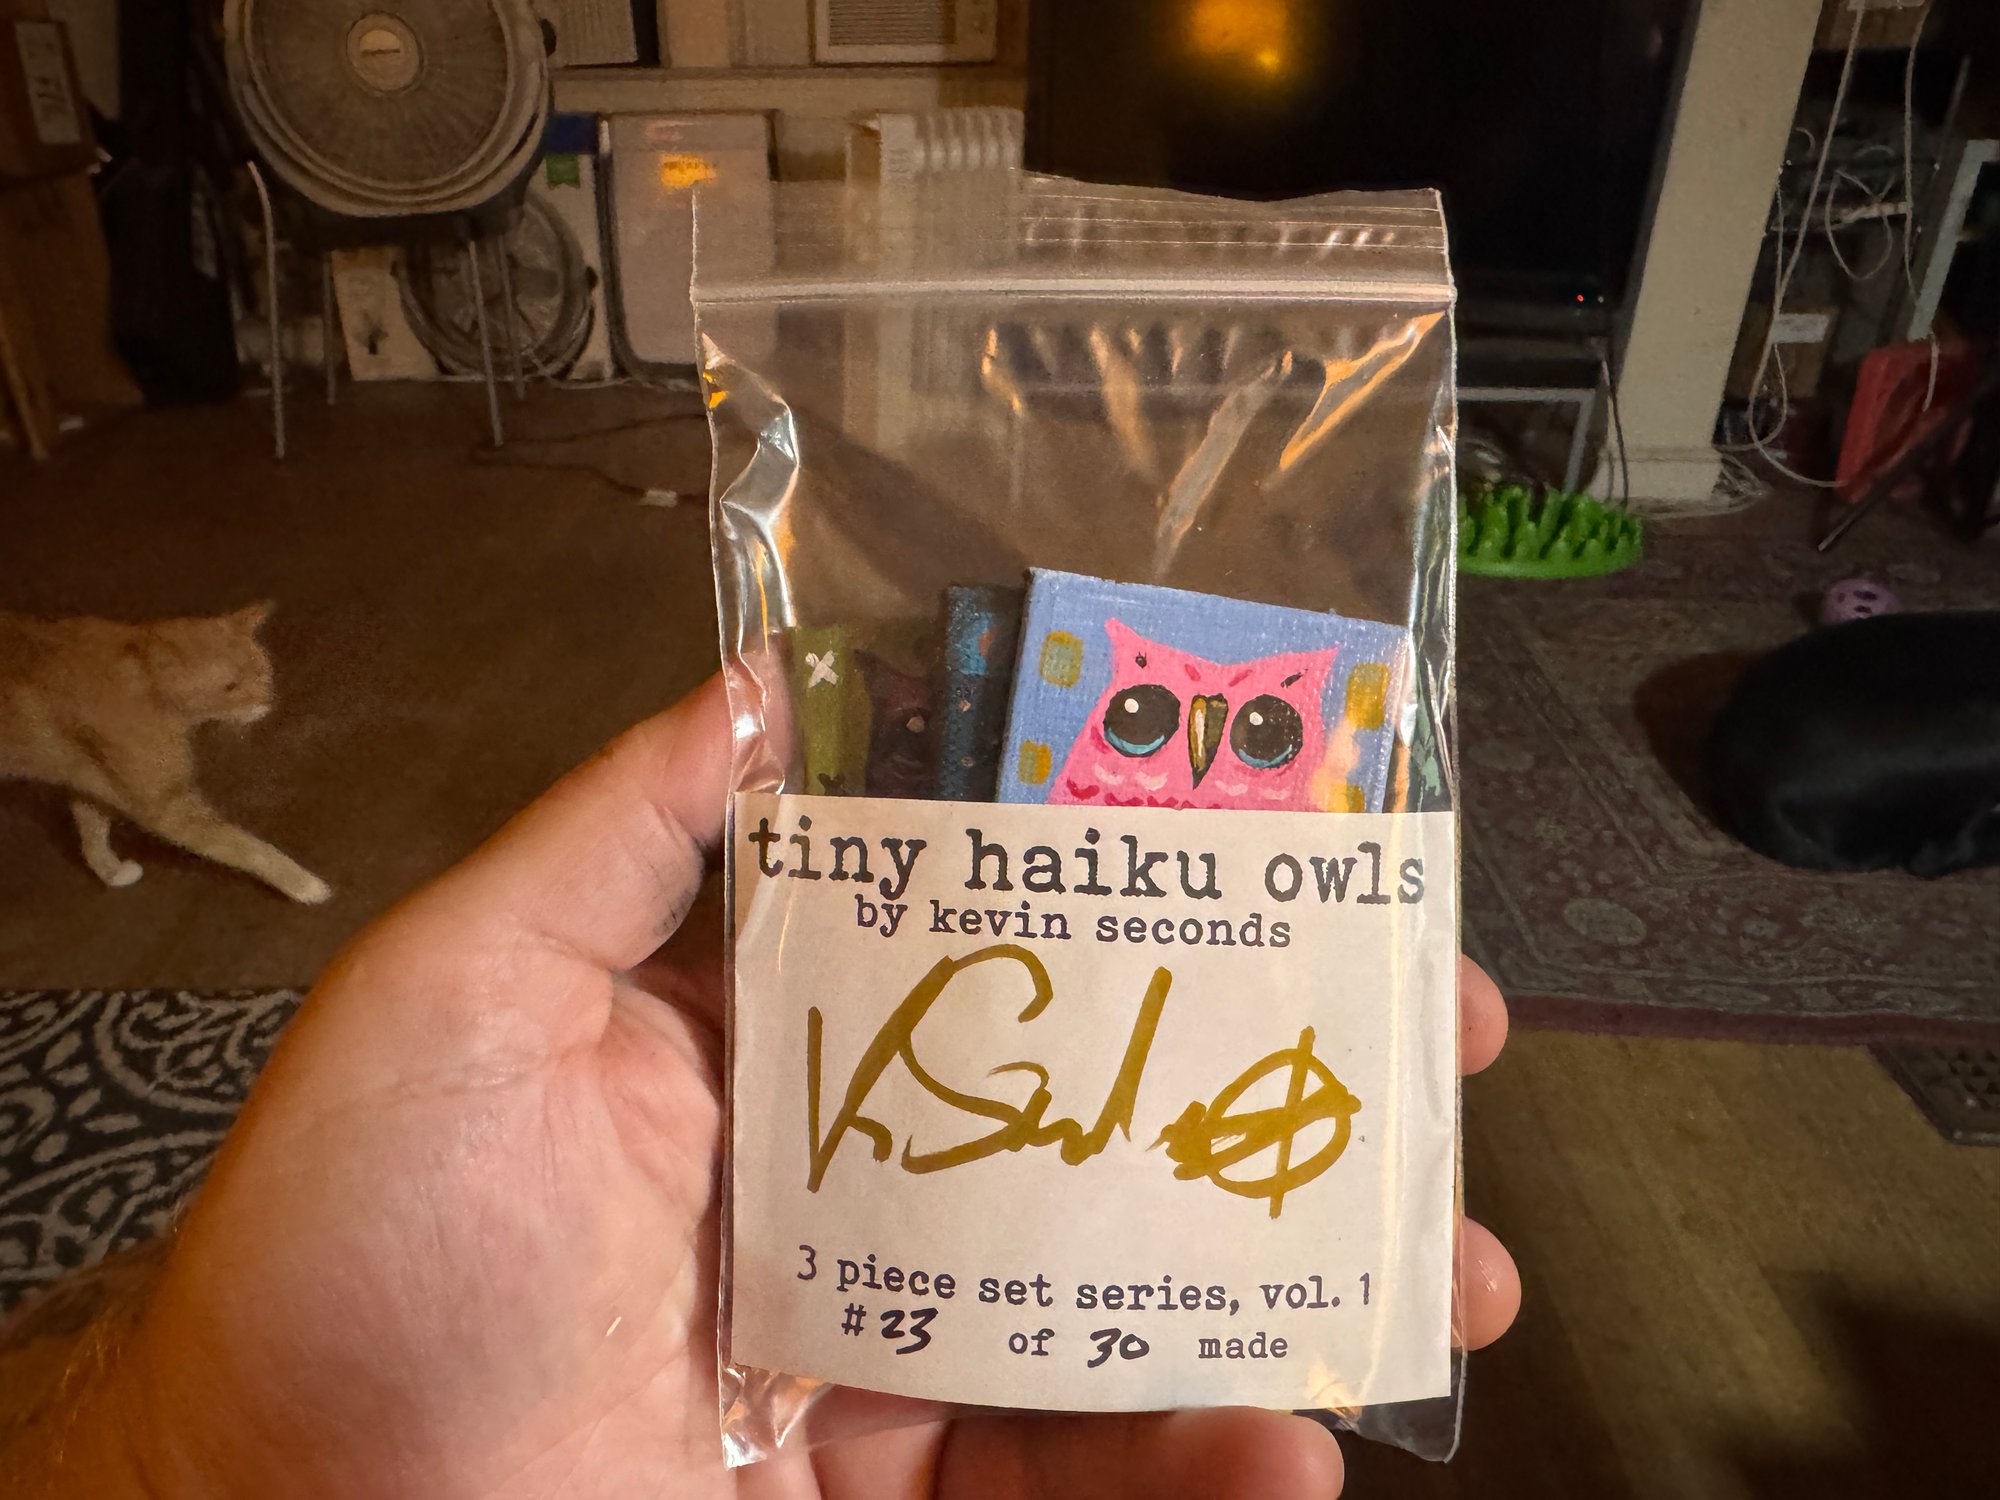 tiny haiku owls
by kevin seconds
3 piece set series, vol. 1
#23 of 30 made